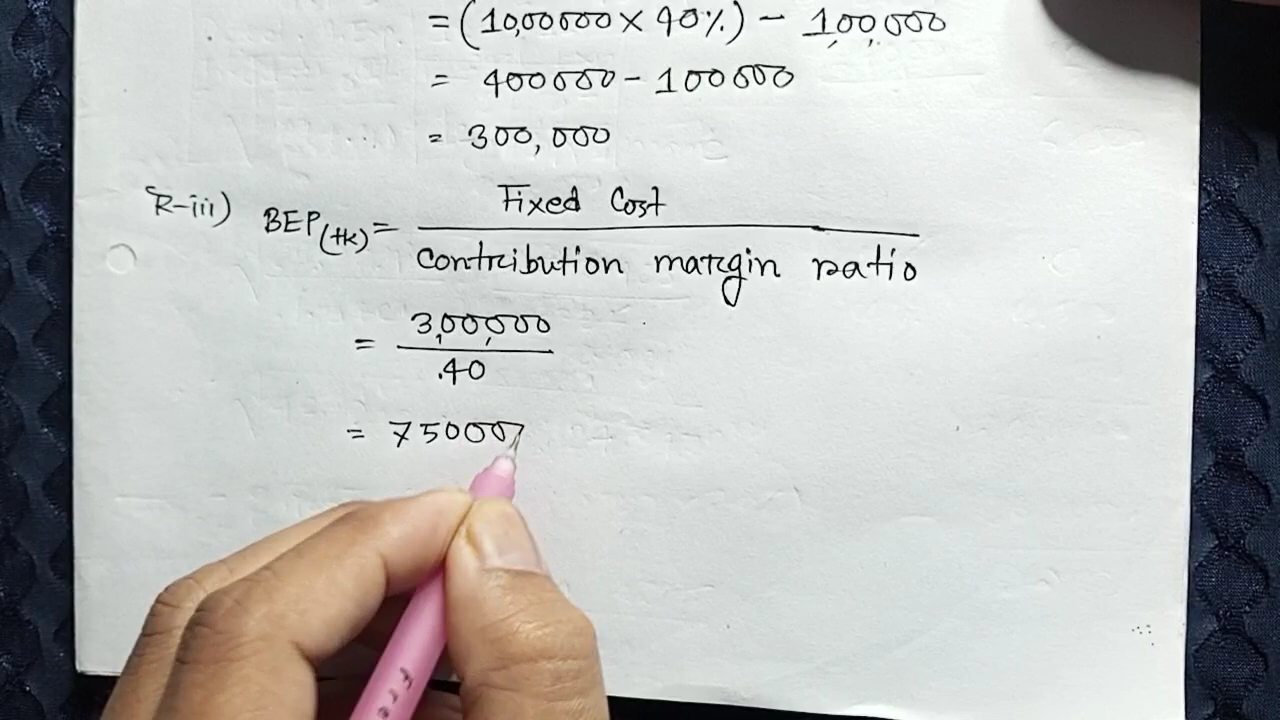 = (10,00000 × 40%) - 1,00,000
= 400000 - 100000
= 300,000
R-iii) BEP(tk) = Fixed Cost
contribution margin ratio
= 3,00,000
.40
= 750000
Free